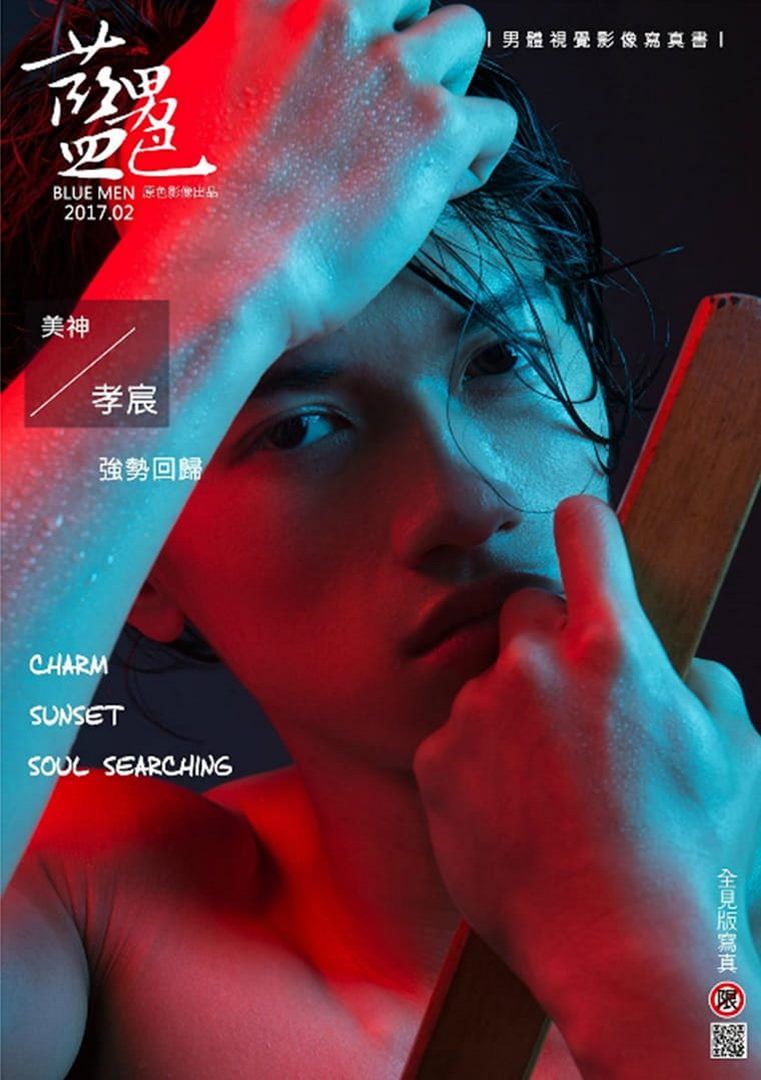 藍男色
BLUE MEN 原色影像出品
2017.02
|男體視覺影像寫真書|
美神
孝宸
強勢回歸
CHARM
SUNSET
SOUL SEARCHING
全見版寫真
限